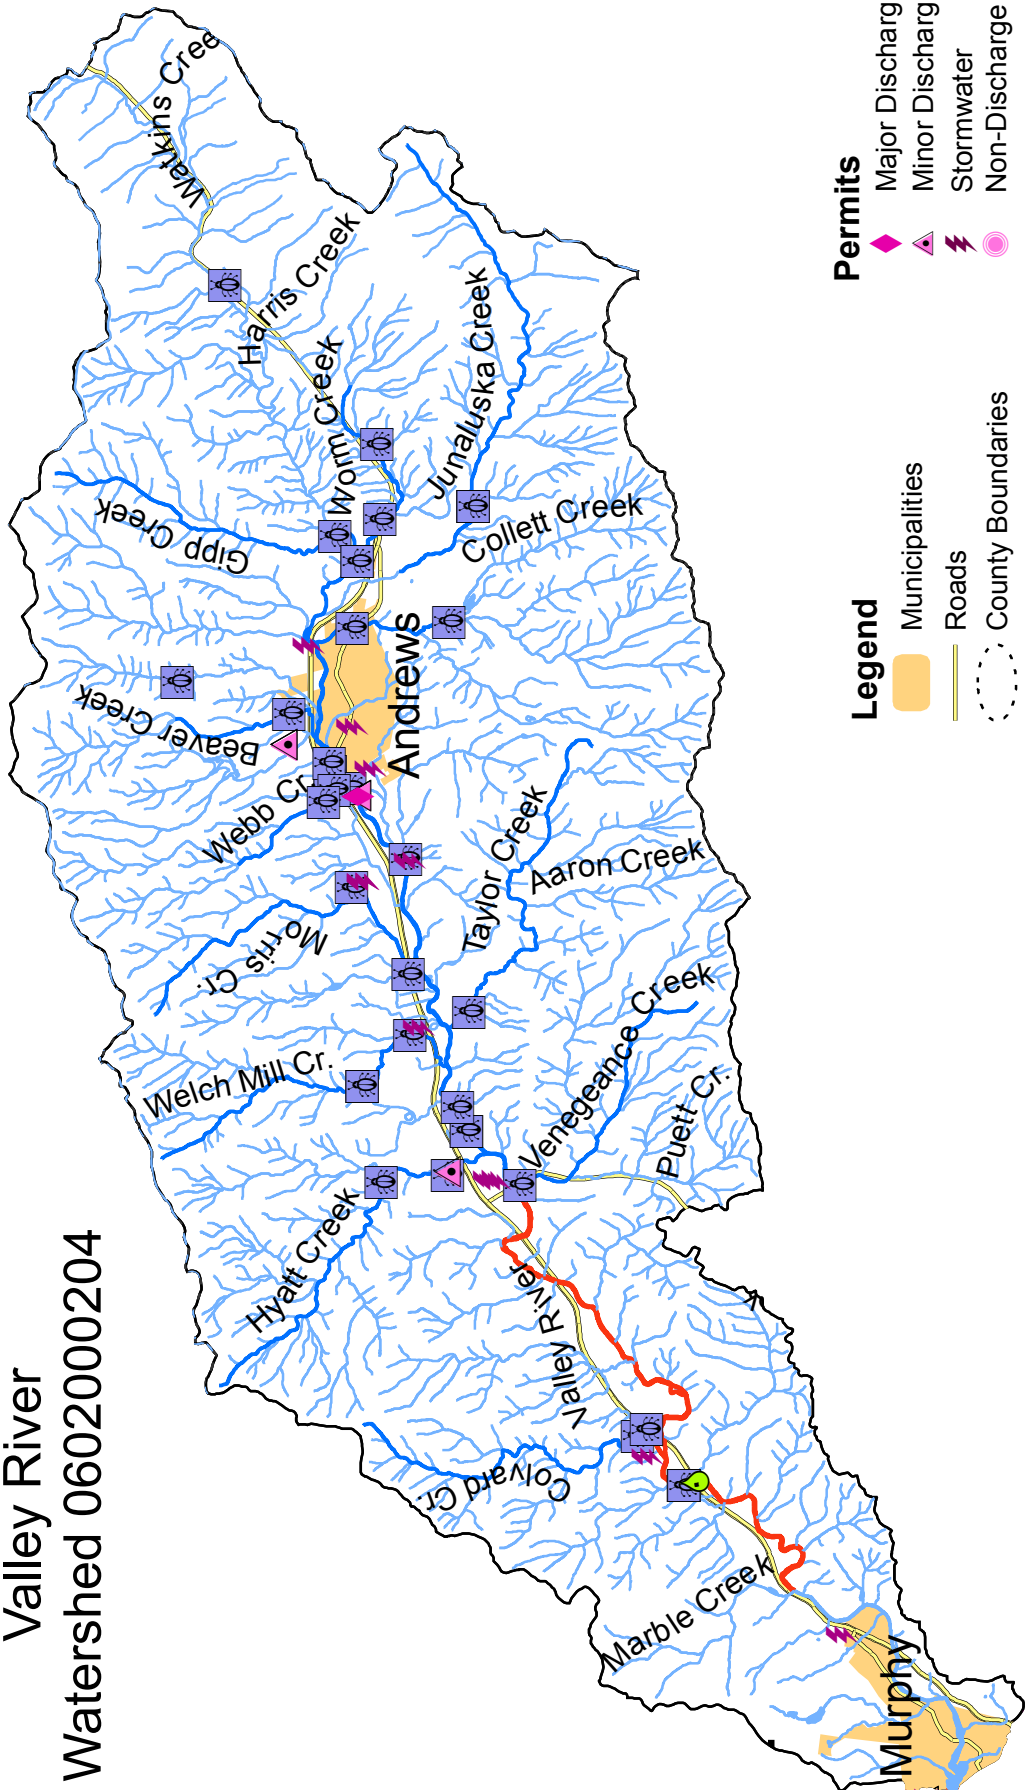 Valley River
Watershed 0602000204
Watkins Cree
Harris Creek
Worm Creek
Junaluska Creek
Gipp Creek
Collett Creek
Beaver Creek
Andrews
Webb Cr.
Taylor Creek
Aaron Creek
Morris Cr.
Venegeance Creek
Welch Mill Cr.
Puett Cr.
Hyatt Creek
Valley River
Colvard Cr.
Marble Creek
Murphy
Legend
Municipalities
Roads
County Boundaries
Permits
Major Discharg
Minor Discharg
Stormwater
Non-Discharge